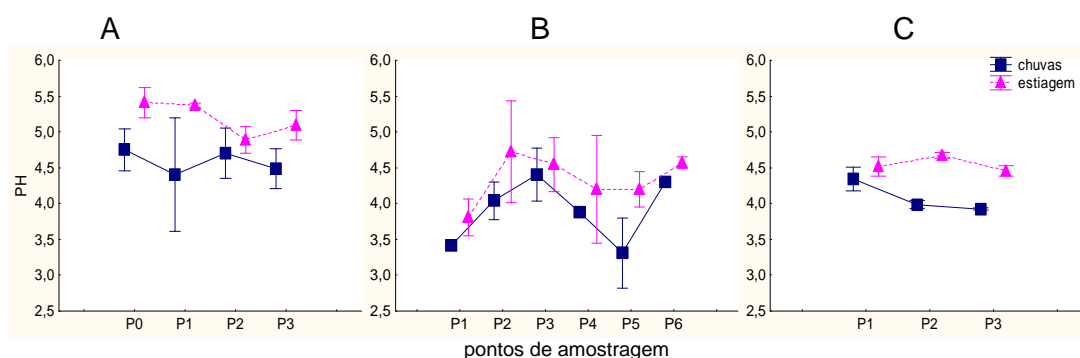 A B C
6,0 6,0 6,0
chuvas
5,5 5,5 5,5
estiagem
5,0 5,0 5,0
4,5 4,5 4,5
PH
4,0 4,0 4,0
3,5 3,5 3,5
3,0 3,0 3,0
2,5 2,5 2,5
P0 P1 P2 P3 P1 P2 P3 P4 P5 P6 P1 P2 P3
pontos de amostragem